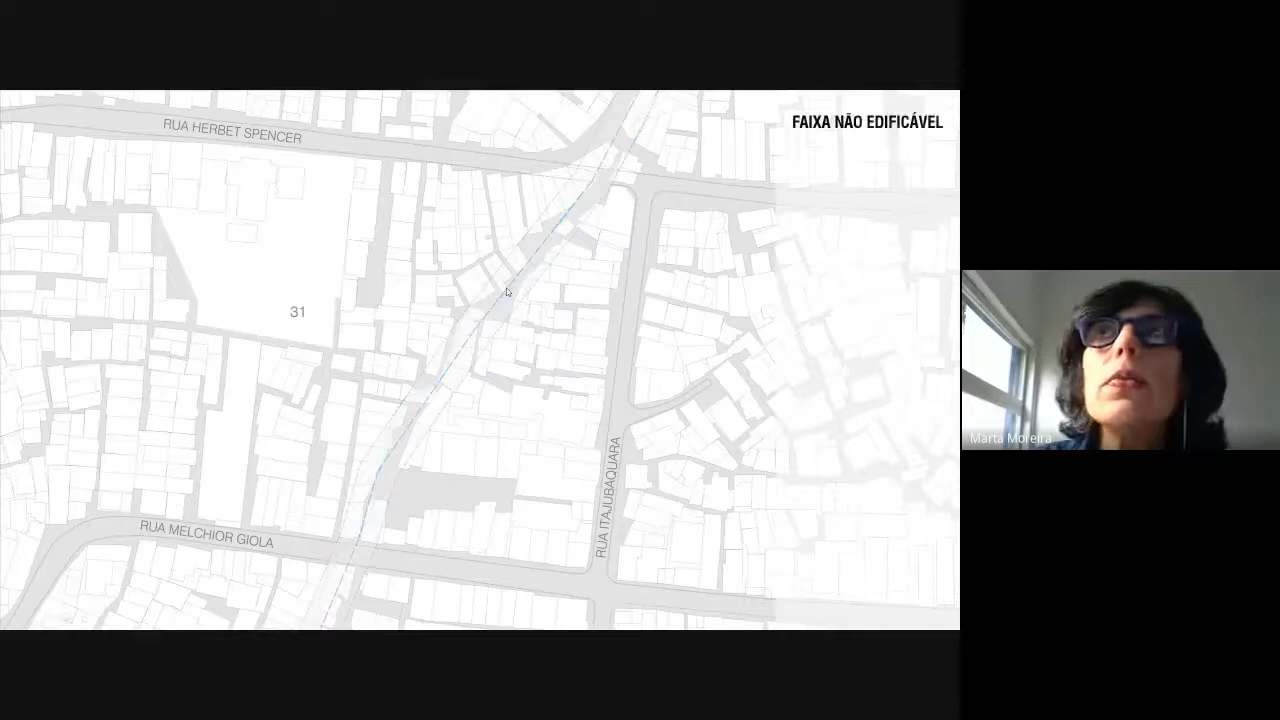 FAIXA NÃO EDIFICÁVEL
RUA HERBET SPENCER
31
RUA ITAJUBAQUARA
RUA MELCHIOR GIOLA
Marta Moreira